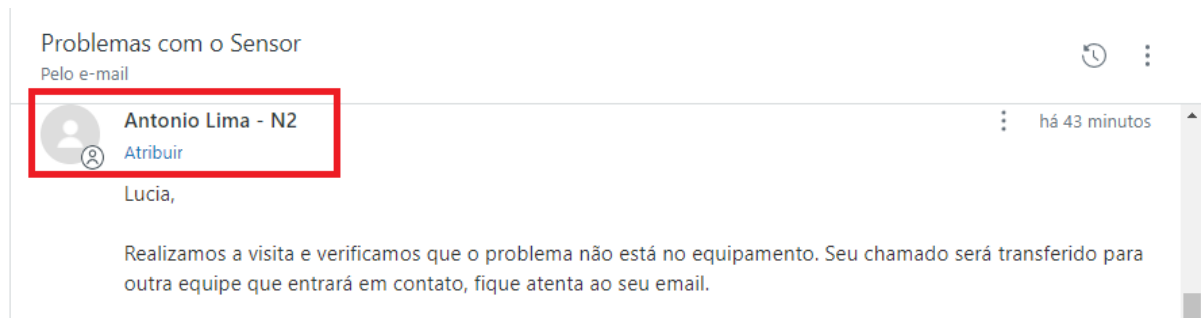 Problemas com o Sensor
Pelo e-mail
Antonio Lima - N2
há 43 minutos
Atribuir
Lucia,
Realizamos a visita e verificamos que o problema não está no equipamento. Seu chamado será transferido para
outra equipe que entrará em contato, fique atenta ao seu email.